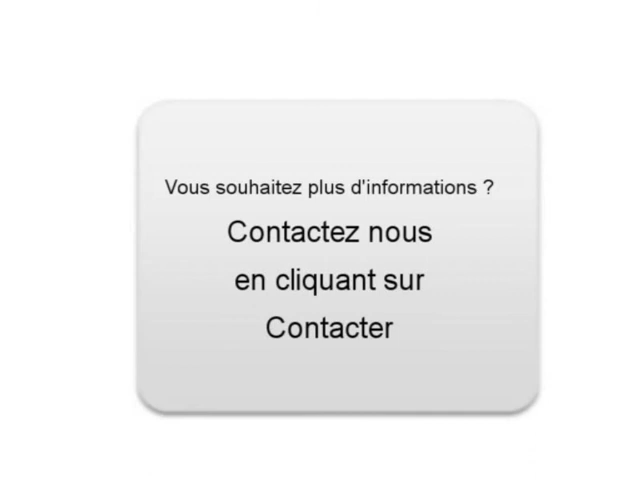 Vous souhaitez plus d'informations ?
Contactez nous
en cliquant sur
Contacter